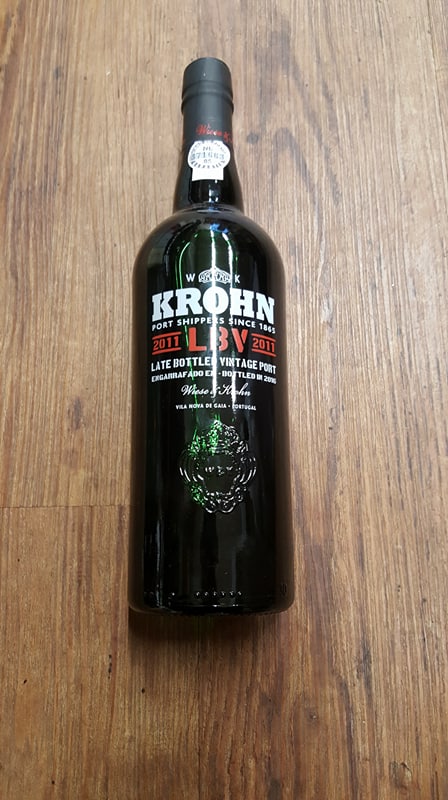 Wiese & K
W K
KROHN
PORT SHIPPERS SINCE 1865
2011 LBV 2011
LATE BOTTLED VINTAGE PORT
ENGARRAFADO EM · BOTTLED IN 2016
Wiese & Krohn
VILA NOVA DE GAIA · PORTUGAL